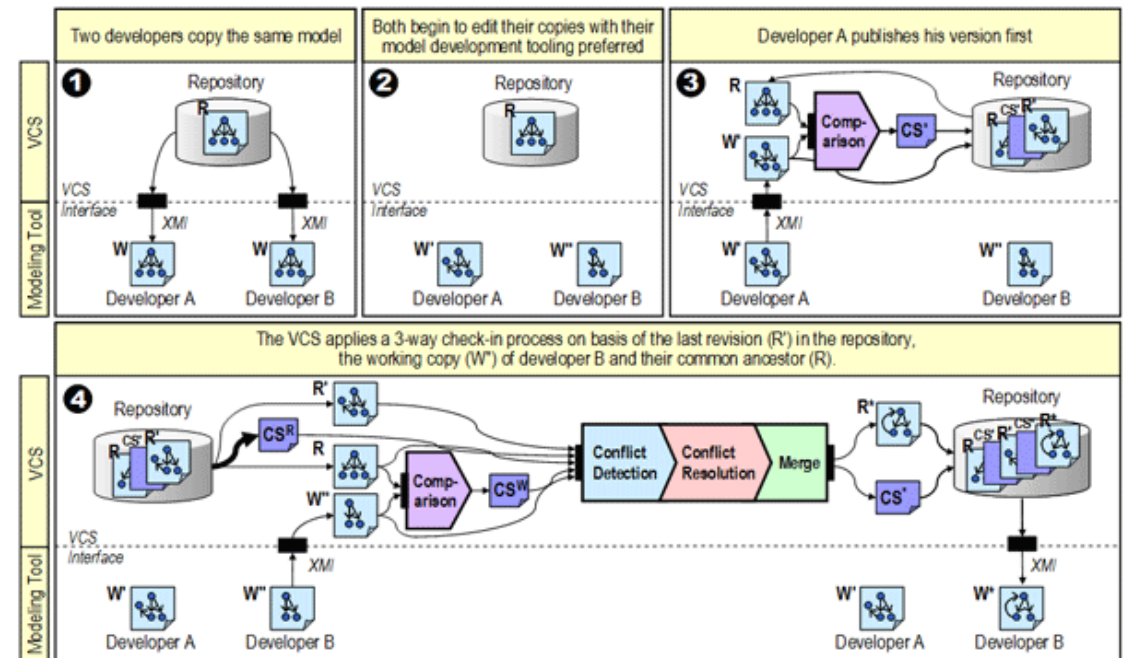 Two developers copy the same model
Both begin to edit their copies with their
model development tooling preferred
Developer A publishes his version first
VCS
Modeling Tool
1
Repository
R
VCS
Interface
XMI
XMI
W
W
Developer A
Developer B
2
Repository
R
W'
W"
Developer A
Developer B
3
R
W'
Comp-
arison
CS'
Repository
R
CS'
R'
VCS
Interface
XMI
W'
W"
Developer A
Developer B
The VCS applies a 3-way check-in process on basis of the last revision (R') in the repository,
the working copy (W") of developer B and their common ancestor (R).
VCS
Modeling Tool
4
Repository
R
CS'
R'
R'
CSR
R
W"
Comp-
arison
CSW
Conflict
Detection
Conflict
Resolution
Merge
R*
CS*
Repository
R
CS'
R'
CS*
R*
VCS
Interface
XMI
XMI
W'
W"
W'
W*
Developer A
Developer B
Developer A
Developer B